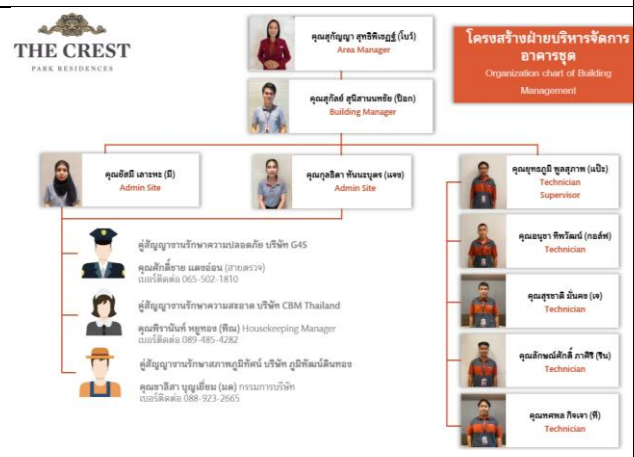 THE CREST
PARK RESIDENCES
โครงสร้างฝ่ายบริหารจัดการ
อาคารชุด
Organization chart of Building
Management
คุณสุกัญญา สุทธิพิเชฏฐ์ (โบว์)
Area Manager
คุณสุกัลย์ สุนิสานนทชัย (ป๊อก)
Building Manager
คุณยัสมี เลาะหะ (มี)
Admin Site
คุณกุลธิดา ทันนะบุตร (แจง)
Admin Site
คุณยุทธภูมิ พูลสุภาพ (แป๊ะ)
Technician
Supervisor
คุณอนุชา ทิพวัฒน์ (กอล์ฟ)
Technician
คุณสุรชาติ มั่นคง (เจ)
Technician
คุณลักษณ์ศักดิ์ ภาศิริ (ริน)
Technician
คุณทศพล กิจเจา (ที)
Technician
คู่สัญญางานรักษาความปลอดภัย บริษัท G4S
คุณศักดิ์ชาย แดงอ่อน (สายตรวจ)
เบอร์ติดต่อ 065-502-1810
คู่สัญญางานรักษาความสะอาด บริษัท CBM Thailand
คุณพีรานันท์ หยูทอง (พีณ) Housekeeping Manager
เบอร์ติดต่อ 089-485-4282
คู่สัญญางานรักษาสภาพภูมิทัศน์ บริษัท ภูมิพัฒน์ดินทอง
คุณชาลิสา บุญเยี่ยม (มด) กรรมการบริษัท
เบอร์ติดต่อ 088-923-2665